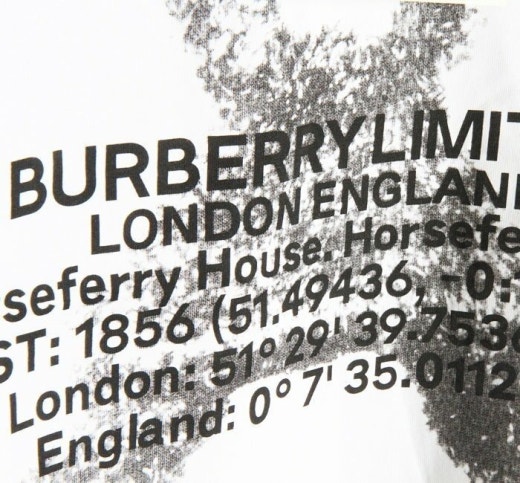 BURBERRY LIMIT
LONDON ENGLAN
seferry House. Horsefe
ST: 1856 (51.49436, -0:
London: 51° 29' 39.753
England: 0° 7' 35.0112